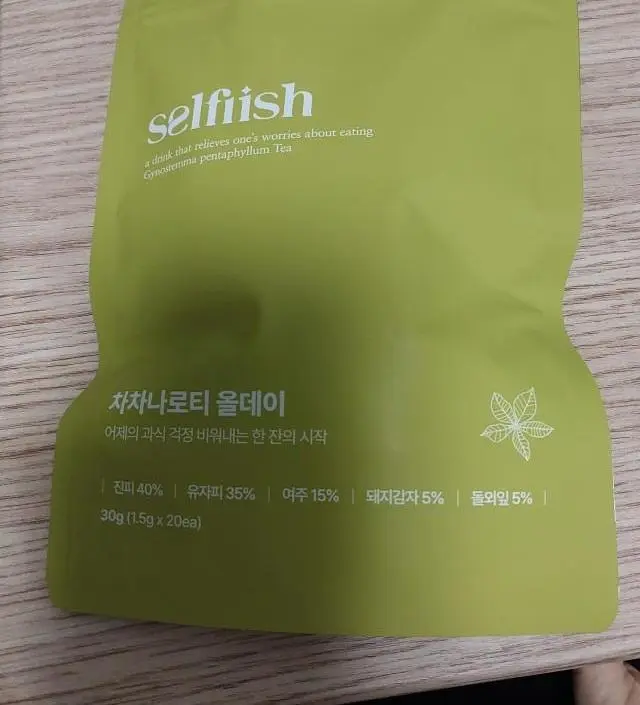 selfiish
a drink that relieves one's worries about eating
Gynostemma pentaphyllum Tea
차차나로티 올데이
어제의 과식 걱정 비워내는 한 잔의 시작
| 진피 40% | 유자피 35% | 여주 15% | 돼지감자 5% | 돌외잎 5% |
30g (1.5g x 20ea)